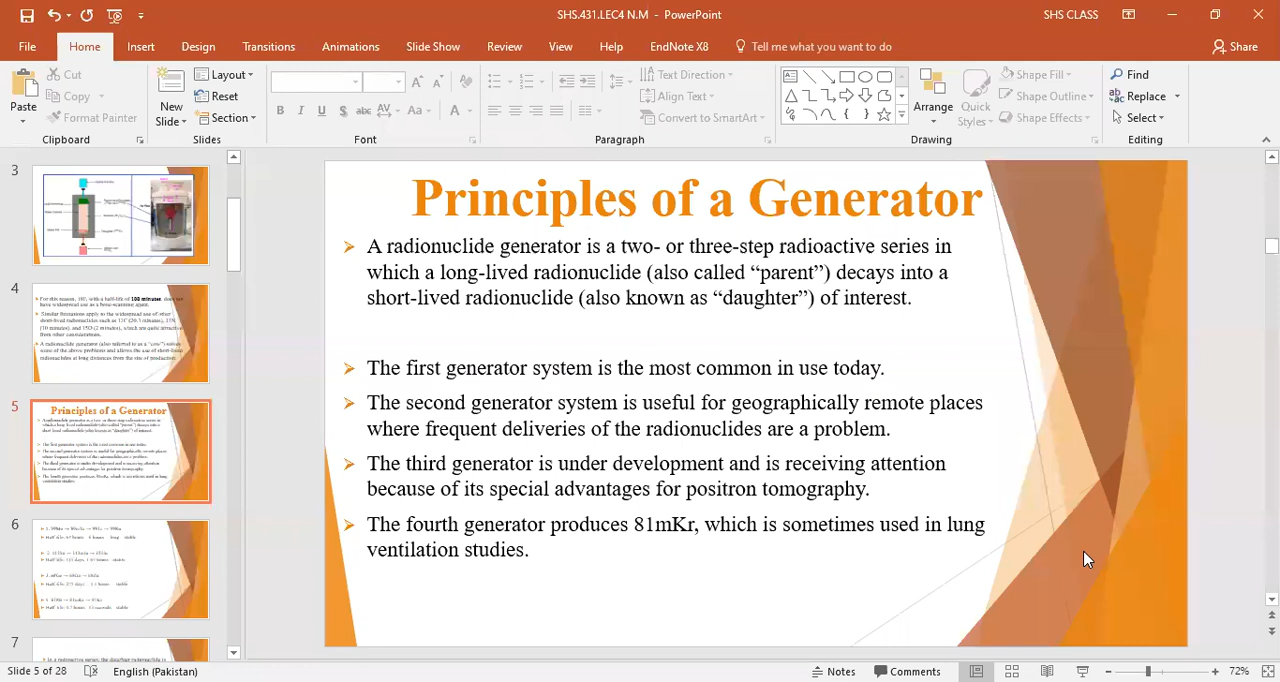 SHS.431.LEC4 N.M - PowerPoint
SHS CLASS
File Home Insert Design Transitions Animations Slide Show Review View Help EndNote X8 Tell me what you want to do Share
Paste
Cut
Copy
Format Painter
Clipboard
New Slide
Layout
Reset
Section
Slides
Font
Text Direction
Align Text
Convert to SmartArt
Paragraph
Arrange
Quick Styles
Shape Fill
Shape Outline
Shape Effects
Drawing
Find
Replace
Select
Editing
3
4
5
Principles of a Generator
6
7
Principles of a Generator
A radionuclide generator is a two- or three-step radioactive series in
which a long-lived radionuclide (also called “parent”) decays into a
short-lived radionuclide (also known as “daughter”) of interest.
The first generator system is the most common in use today.
The second generator system is useful for geographically remote places
where frequent deliveries of the radionuclides are a problem.
The third generator is under development and is receiving attention
because of its special advantages for positron tomography.
The fourth generator produces 81mKr, which is sometimes used in lung
ventilation studies.
Slide 5 of 28 English (Pakistan) Notes Comments 72%